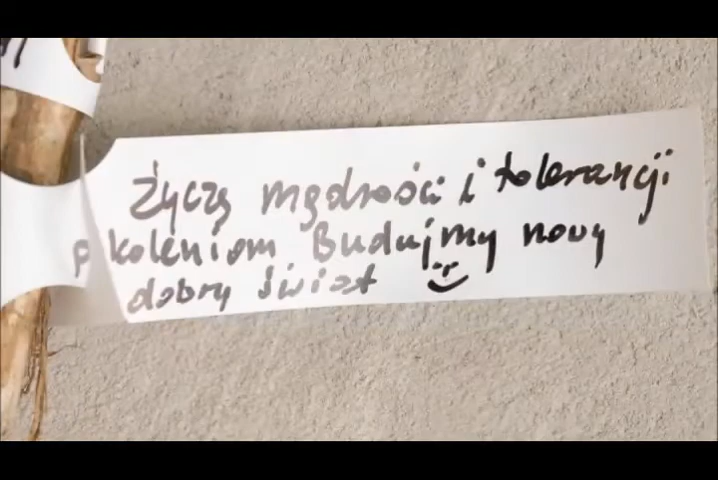 Życzę mądrości i tolerancji
pokoleniom Budujmy nowy
dobry świat